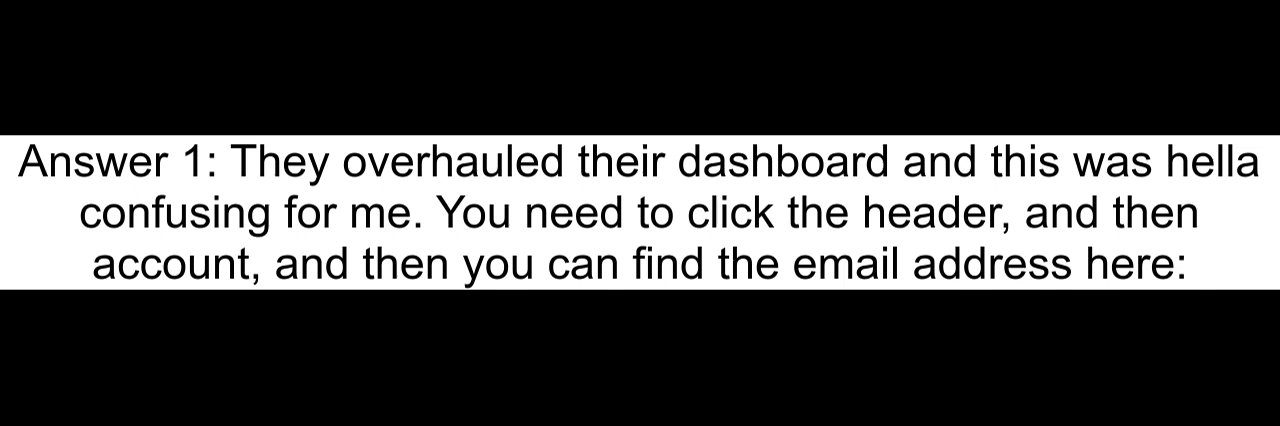 Answer 1: They overhauled their dashboard and this was hella
confusing for me. You need to click the header, and then
account, and then you can find the email address here: